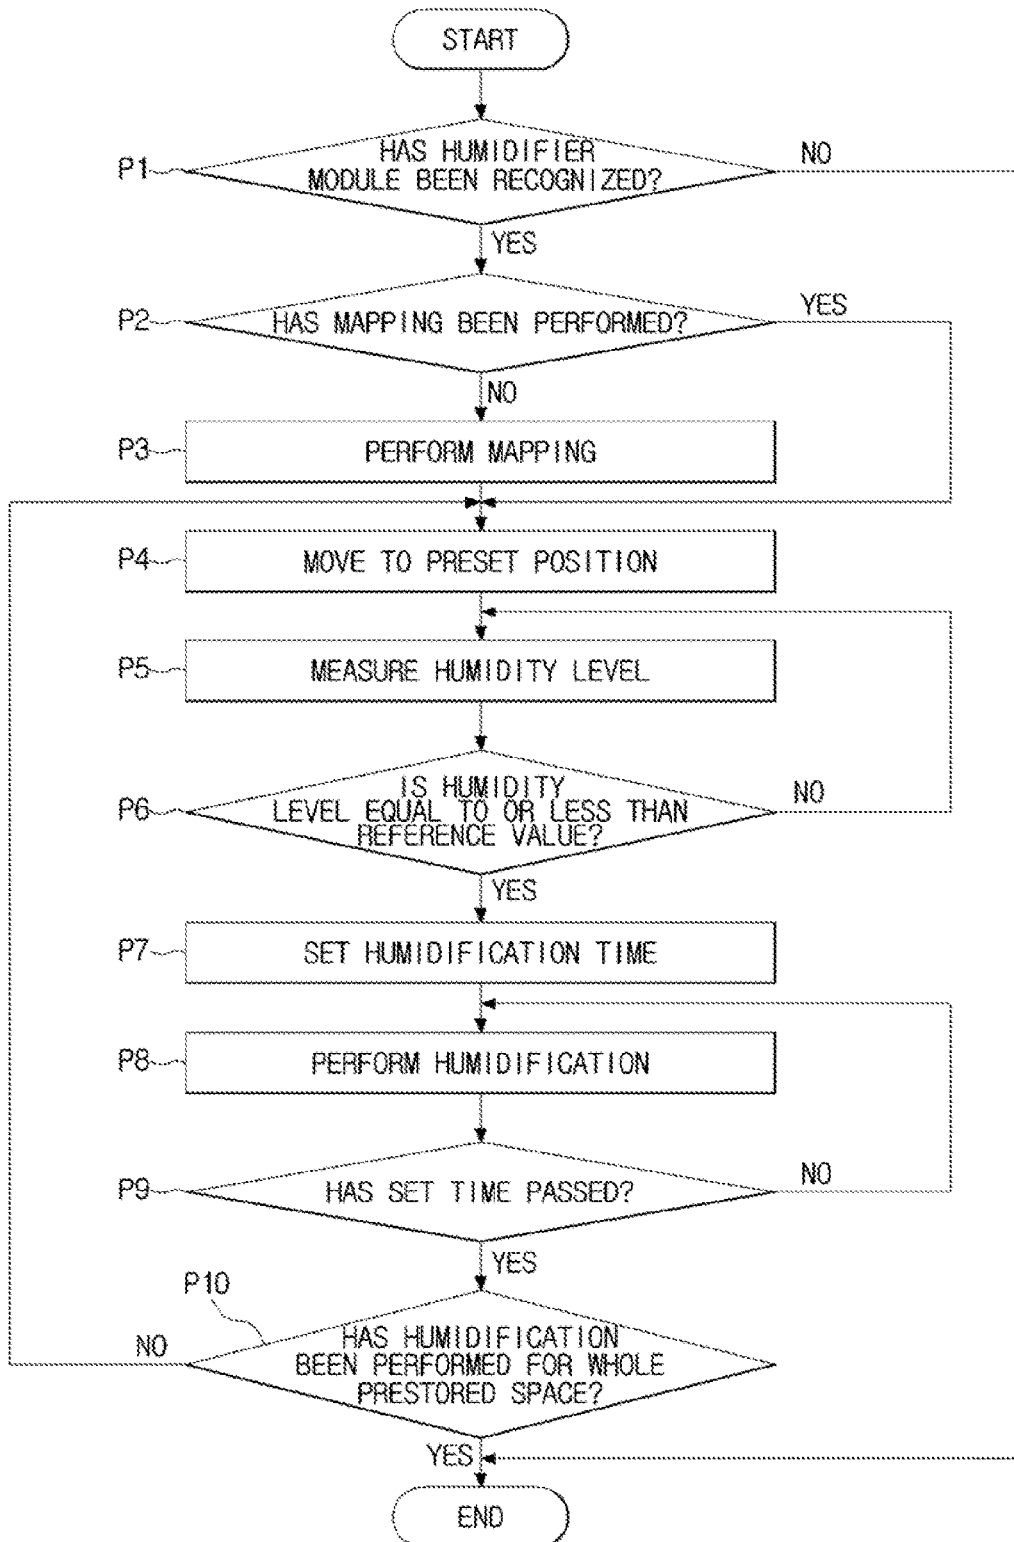 START
P1
HAS HUMIDIFIER
MODULE BEEN RECOGNIZED?
NO
YES
P2
HAS MAPPING BEEN PERFORMED?
YES
NO
P3
PERFORM MAPPING
P4
MOVE TO PRESET POSITION
P5
MEASURE HUMIDITY LEVEL
P6
IS HUMIDITY
LEVEL EQUAL TO OR LESS THAN
REFERENCE VALUE?
NO
YES
P7
SET HUMIDIFICATION TIME
P8
PERFORM HUMIDIFICATION
P9
HAS SET TIME PASSED?
NO
YES
P10
NO
HAS HUMIDIFICATION
BEEN PERFORMED FOR WHOLE
PRESTORED SPACE?
YES
END